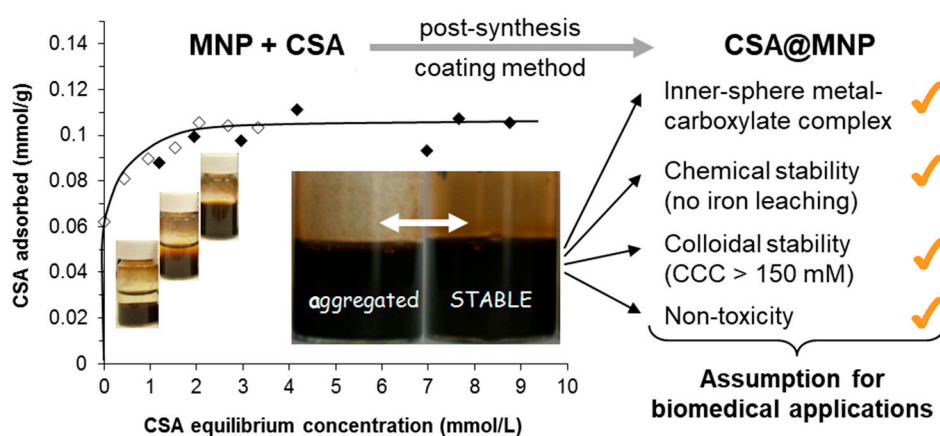 MNP + CSA
post-synthesis
coating method
CSA@MNP
CSA adsorbed (mmol/g)
0.14
0.12
0.1
0.08
0.06
0.04
0.02
0
0 1 2 3 4 5 6 7 8 9 10
CSA equilibrium concentration (mmol/L)
aggregated
STABLE
Inner-sphere metal-
carboxylate complex
Chemical stability
(no iron leaching)
Colloidal stability
(CCC > 150 mM)
Non-toxicity
Assumption for
biomedical applications